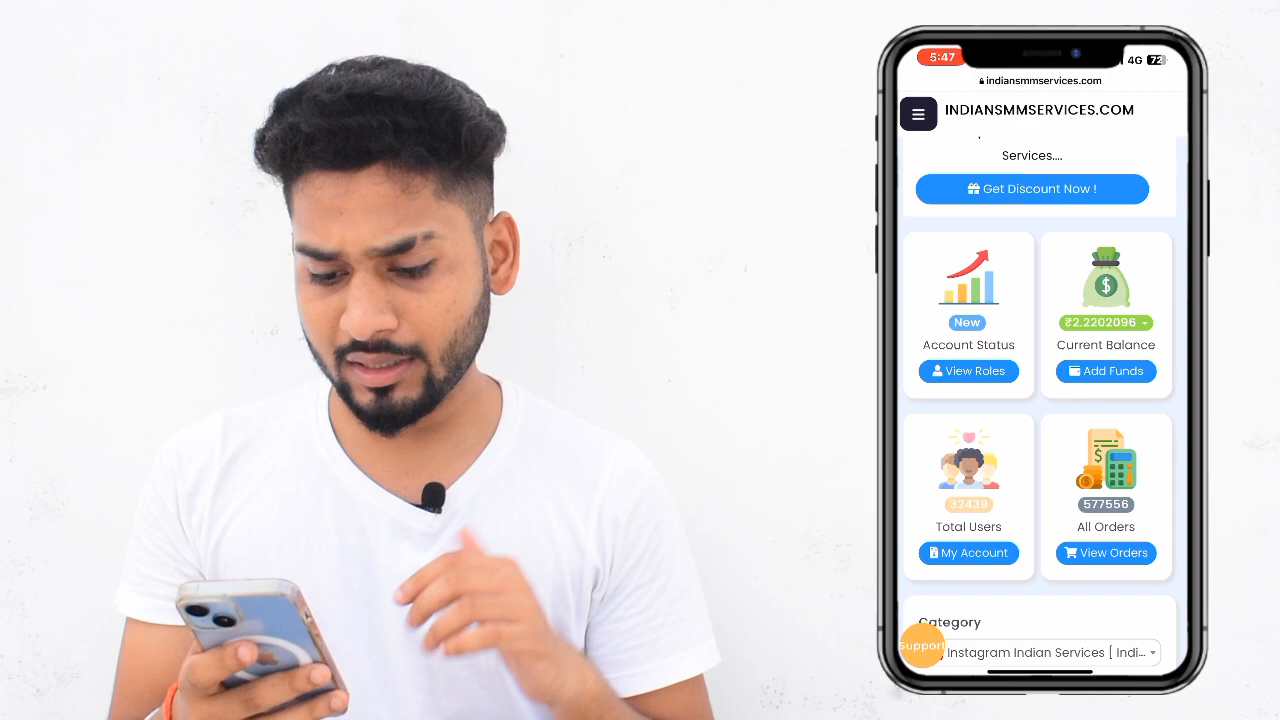 5:47
4G 72
indiansmmservices.com
INDIANSMMSERVICES.COM
Services....
Get Discount Now !
New
Account Status
View Roles
₹2.2202096
Current Balance
Add Funds
32439
Total Users
My Account
577556
All Orders
View Orders
Category
Support
Instagram Indian Services [ Indi...